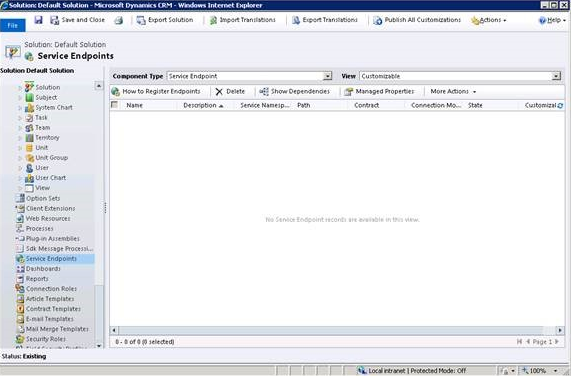 Solution: Default Solution - Microsoft Dynamics CRM - Windows Internet Explorer
File Save and Close Export Solution Import Translations Export Translations Publish All Customizations Actions Help
Solution: Default Solution
Service Endpoints
Solution Default Solution
Component Type Service Endpoint View Customizable
How to Register Endpoints Delete Show Dependencies Managed Properties More Actions
Name Description Service Namesp... Path Contract Connection Mo... State Customizal
Solution
Subject
System Chart
Task
Team
Territory
Unit
Unit Group
User
User Chart
View
Option Sets
Client Extensions
Web Resources
Processes
Plug-in Assemblies
Sdk Message Processi...
Service Endpoints
Dashboards
Reports
Connection Roles
Article Templates
Contract Templates
E-mail Templates
Mail Merge Templates
Security Roles
No Service Endpoint records are available in this view.
0 - 0 of 0 (0 selected)
Page 1
Status: Existing
Local intranet | Protected Mode: Off
100%